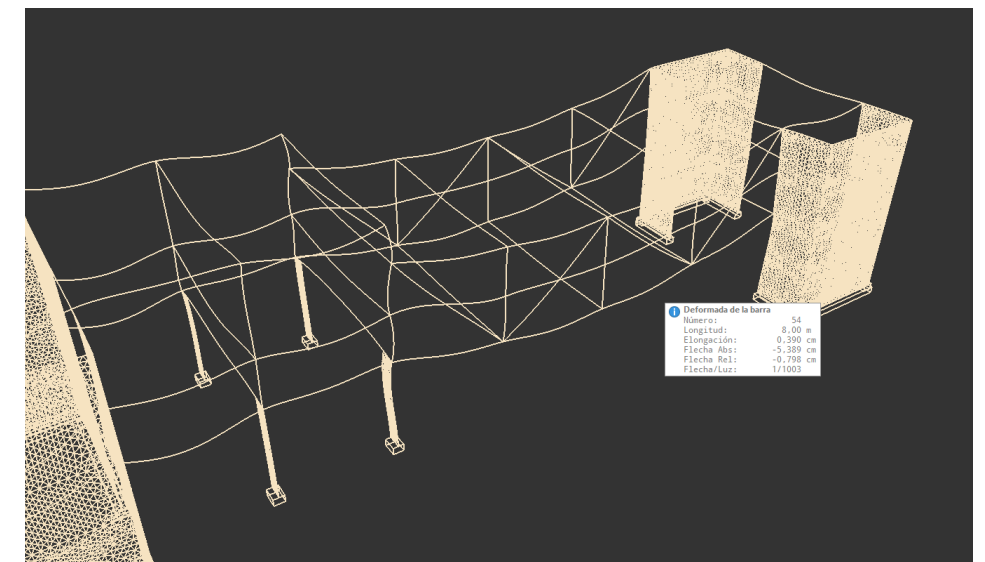 Deformada de la barra
Número: 54
Longitud: 8,00 m
Elongación: 0.390 cm
Flecha Abs: -5.389 cm
Flecha Rel: -0.798 cm
Flecha/Luz: 1/1003